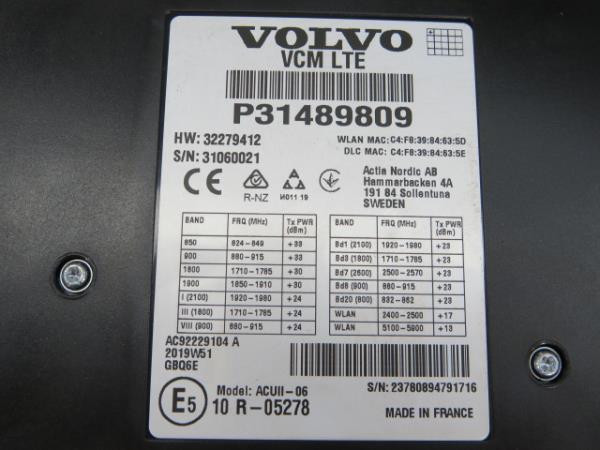 VOLVO
VCM LTE
P31489809
HW: 32279412
S/N: 31060021
WLAN MAC: C4:F8:39:84:63:5D
DLC MAC: C4:F8:39:84:63:5E
CE
R-NZ
И011 19
Actia Nordic AB
Hammarbacken 4A
191 84 Sollentuna
SWEDEN
BAND FRQ (MHz) Tx PWR (dBm)
850 824-849 +33
900 880-915 +33
1800 1710-1785 +30
1900 1850-1910 +30
I (2100) 1920-1980 +24
III (1800) 1710-1785 +24
VIII (900) 880-915 +24
BAND FRQ (MHz) Tx PWR (dBm)
Bd1 (2100) 1920-1980 +23
Bd3 (1800) 1710-1785 +23
Bd7 (2600) 2500-2570 +23
Bd8 (900) 880-915 +23
Bd20 (800) 832-862 +23
WLAN 2400-2500 +17
WLAN 5100-5900 +13
AC92229104 A
2019W51
GBQ6E
S/N: 23780894791716
E5
Model: ACUII-06
10 R-05278
MADE IN FRANCE